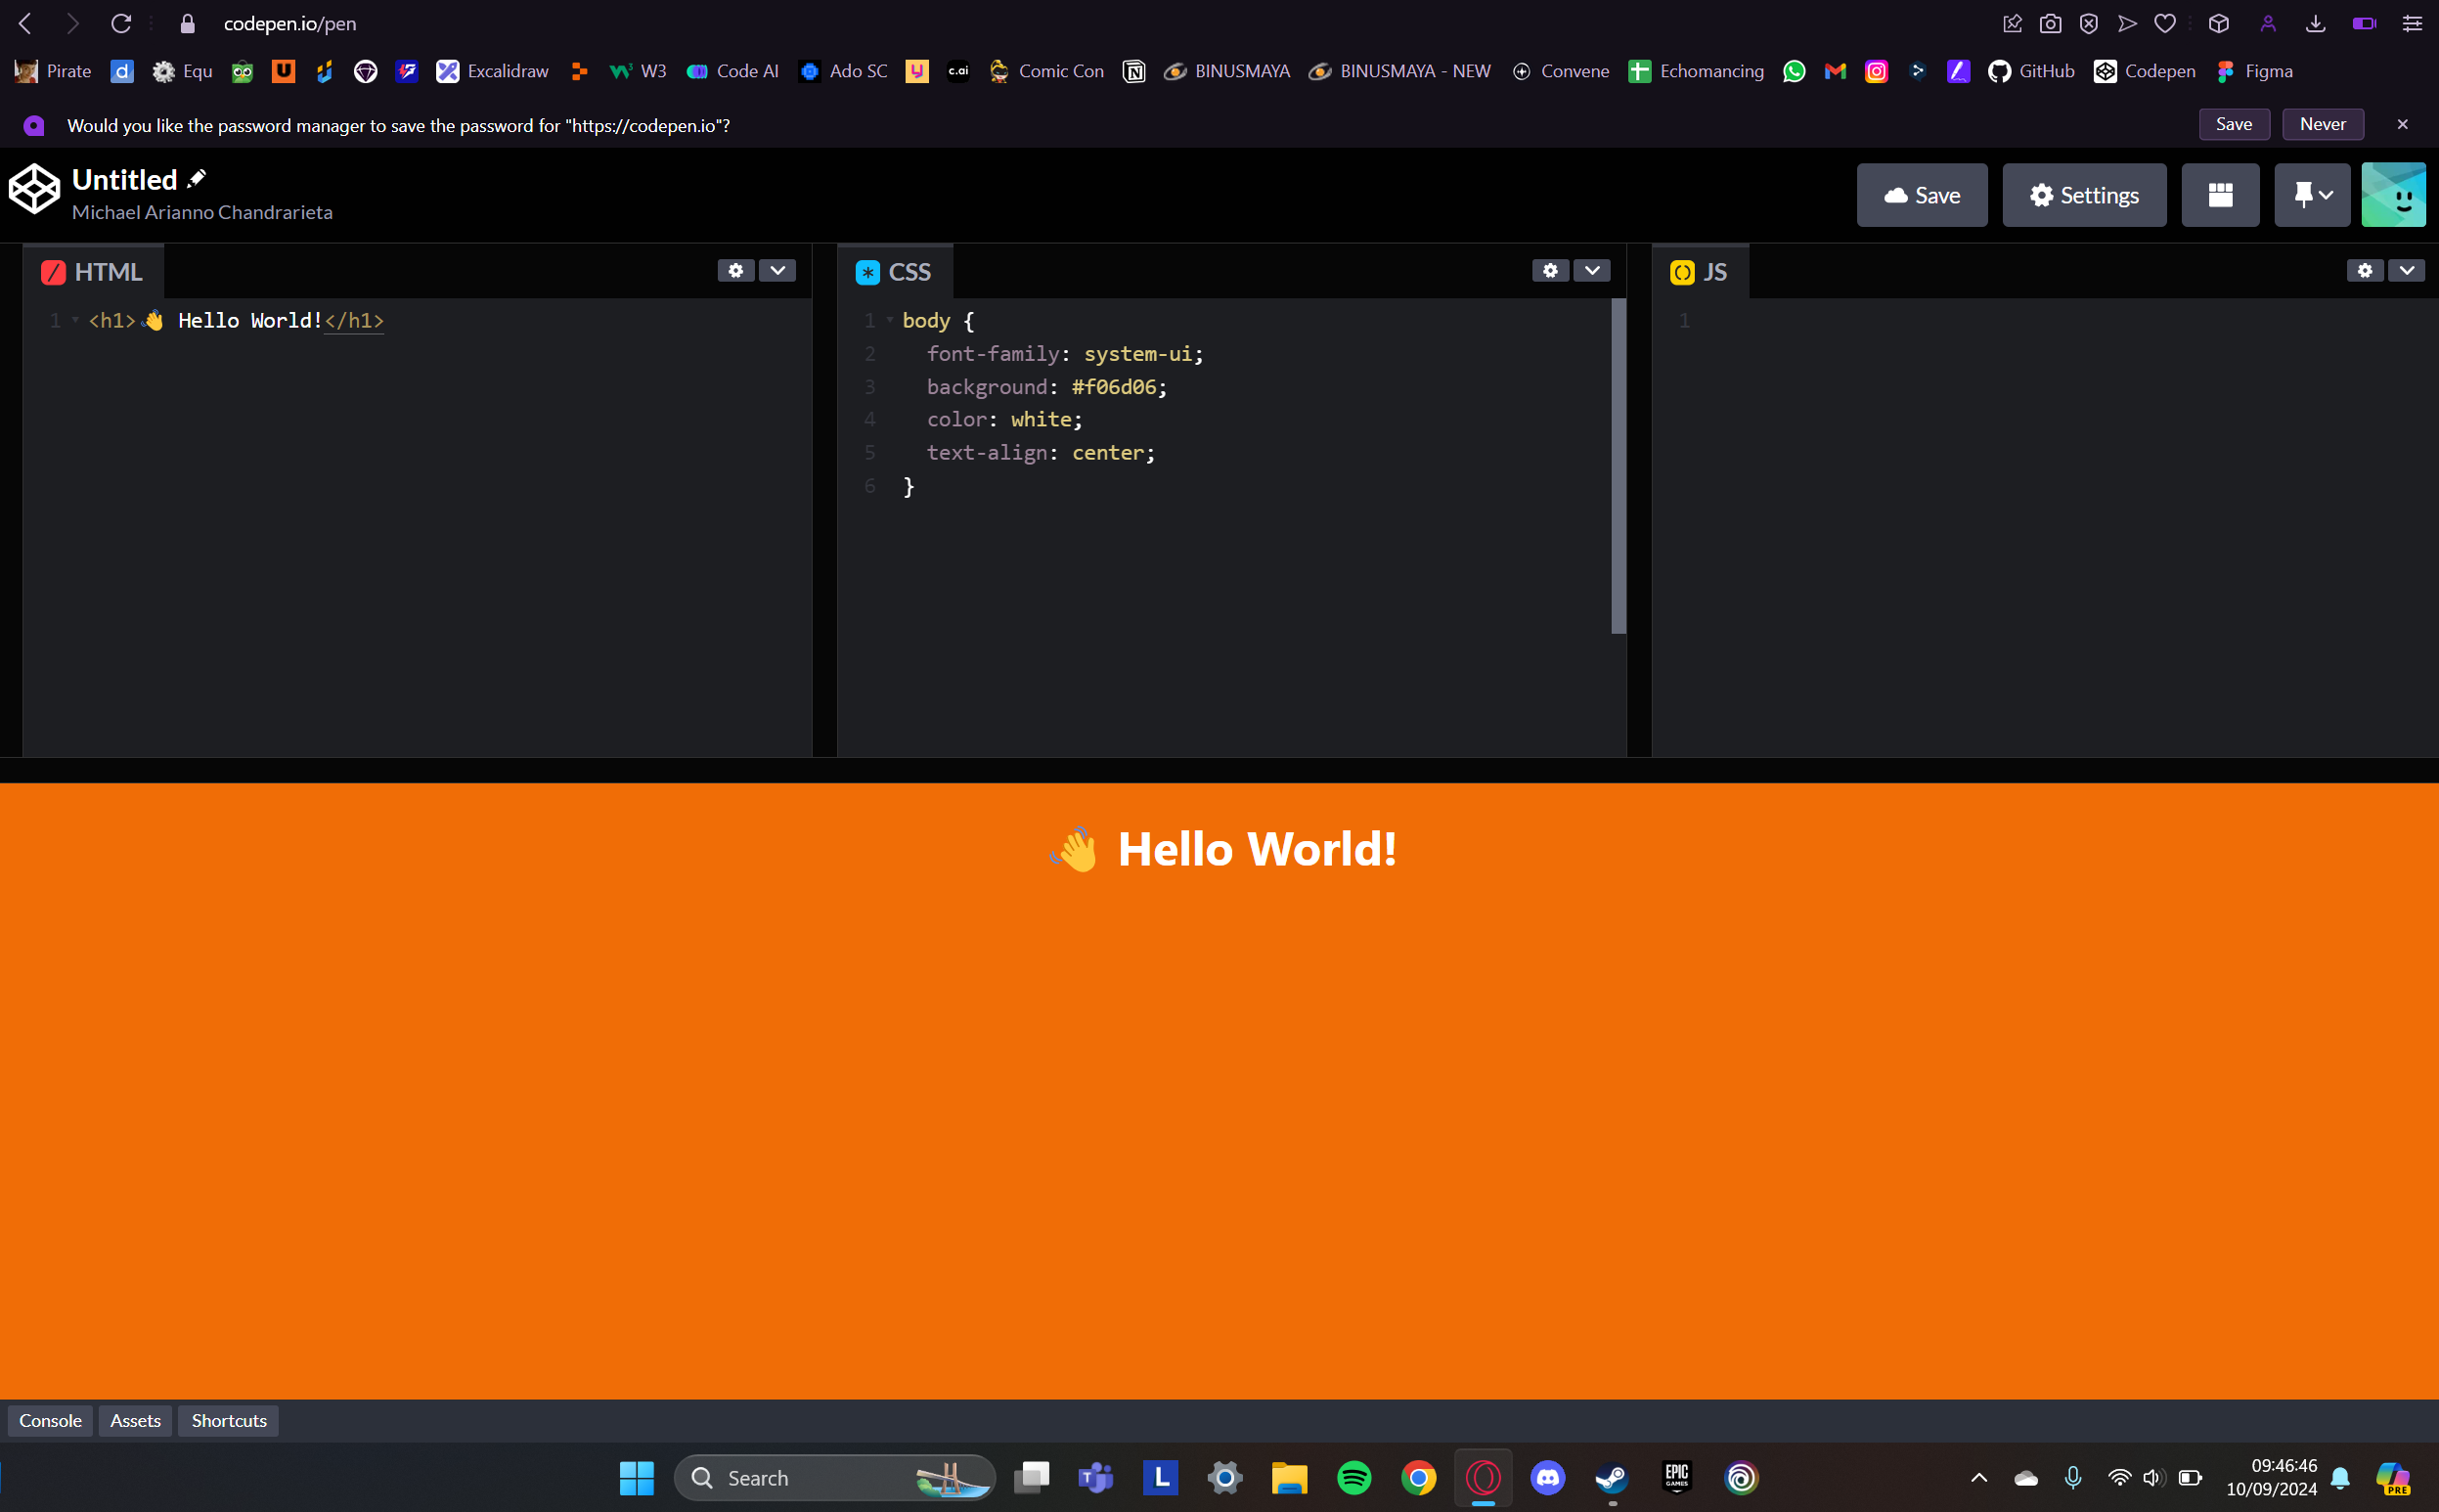 codepen.io/pen
Pirate Equ Excalidraw W3 Code AI Ado SC c.ai Comic Con BINUSMAYA BINUSMAYA - NEW Convene Echomancing GitHub Codepen Figma
Would you like the password manager to save the password for "https://codepen.io"? Save Never
Untitled
Michael Arianno Chandrarieta
Save Settings
HTML
1 <h1>👋 Hello World!</h1>
CSS
1 body {
2 font-family: system-ui;
3 background: #f06d06;
4 color: white;
5 text-align: center;
6 }
JS
1
👋 Hello World!
Console Assets Shortcuts
Search
EPIC GAMES
09:46:46
10/09/2024
PRE